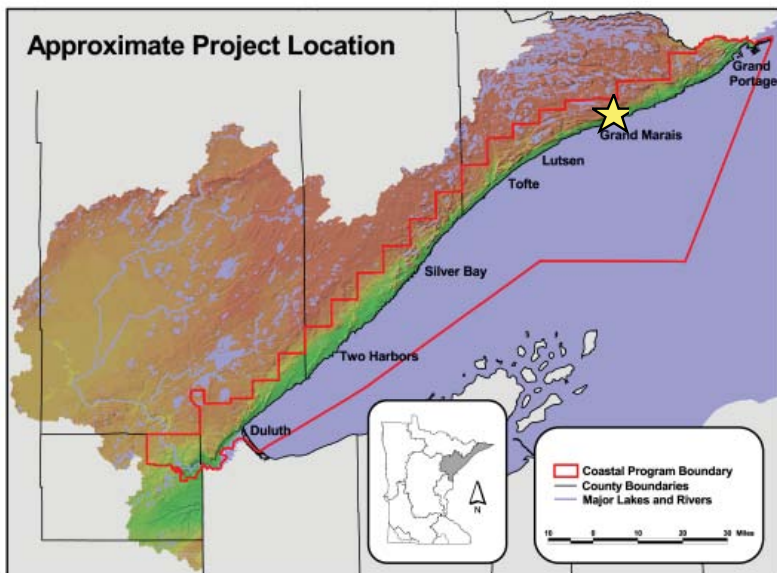 Approximate Project Location
Grand
Portage
Grand Marais
Lutsen
Tofte
Silver Bay
Two Harbors
Duluth
N
Coastal Program Boundary
County Boundaries
Major Lakes and Rivers
10 0 10 20 30 Miles